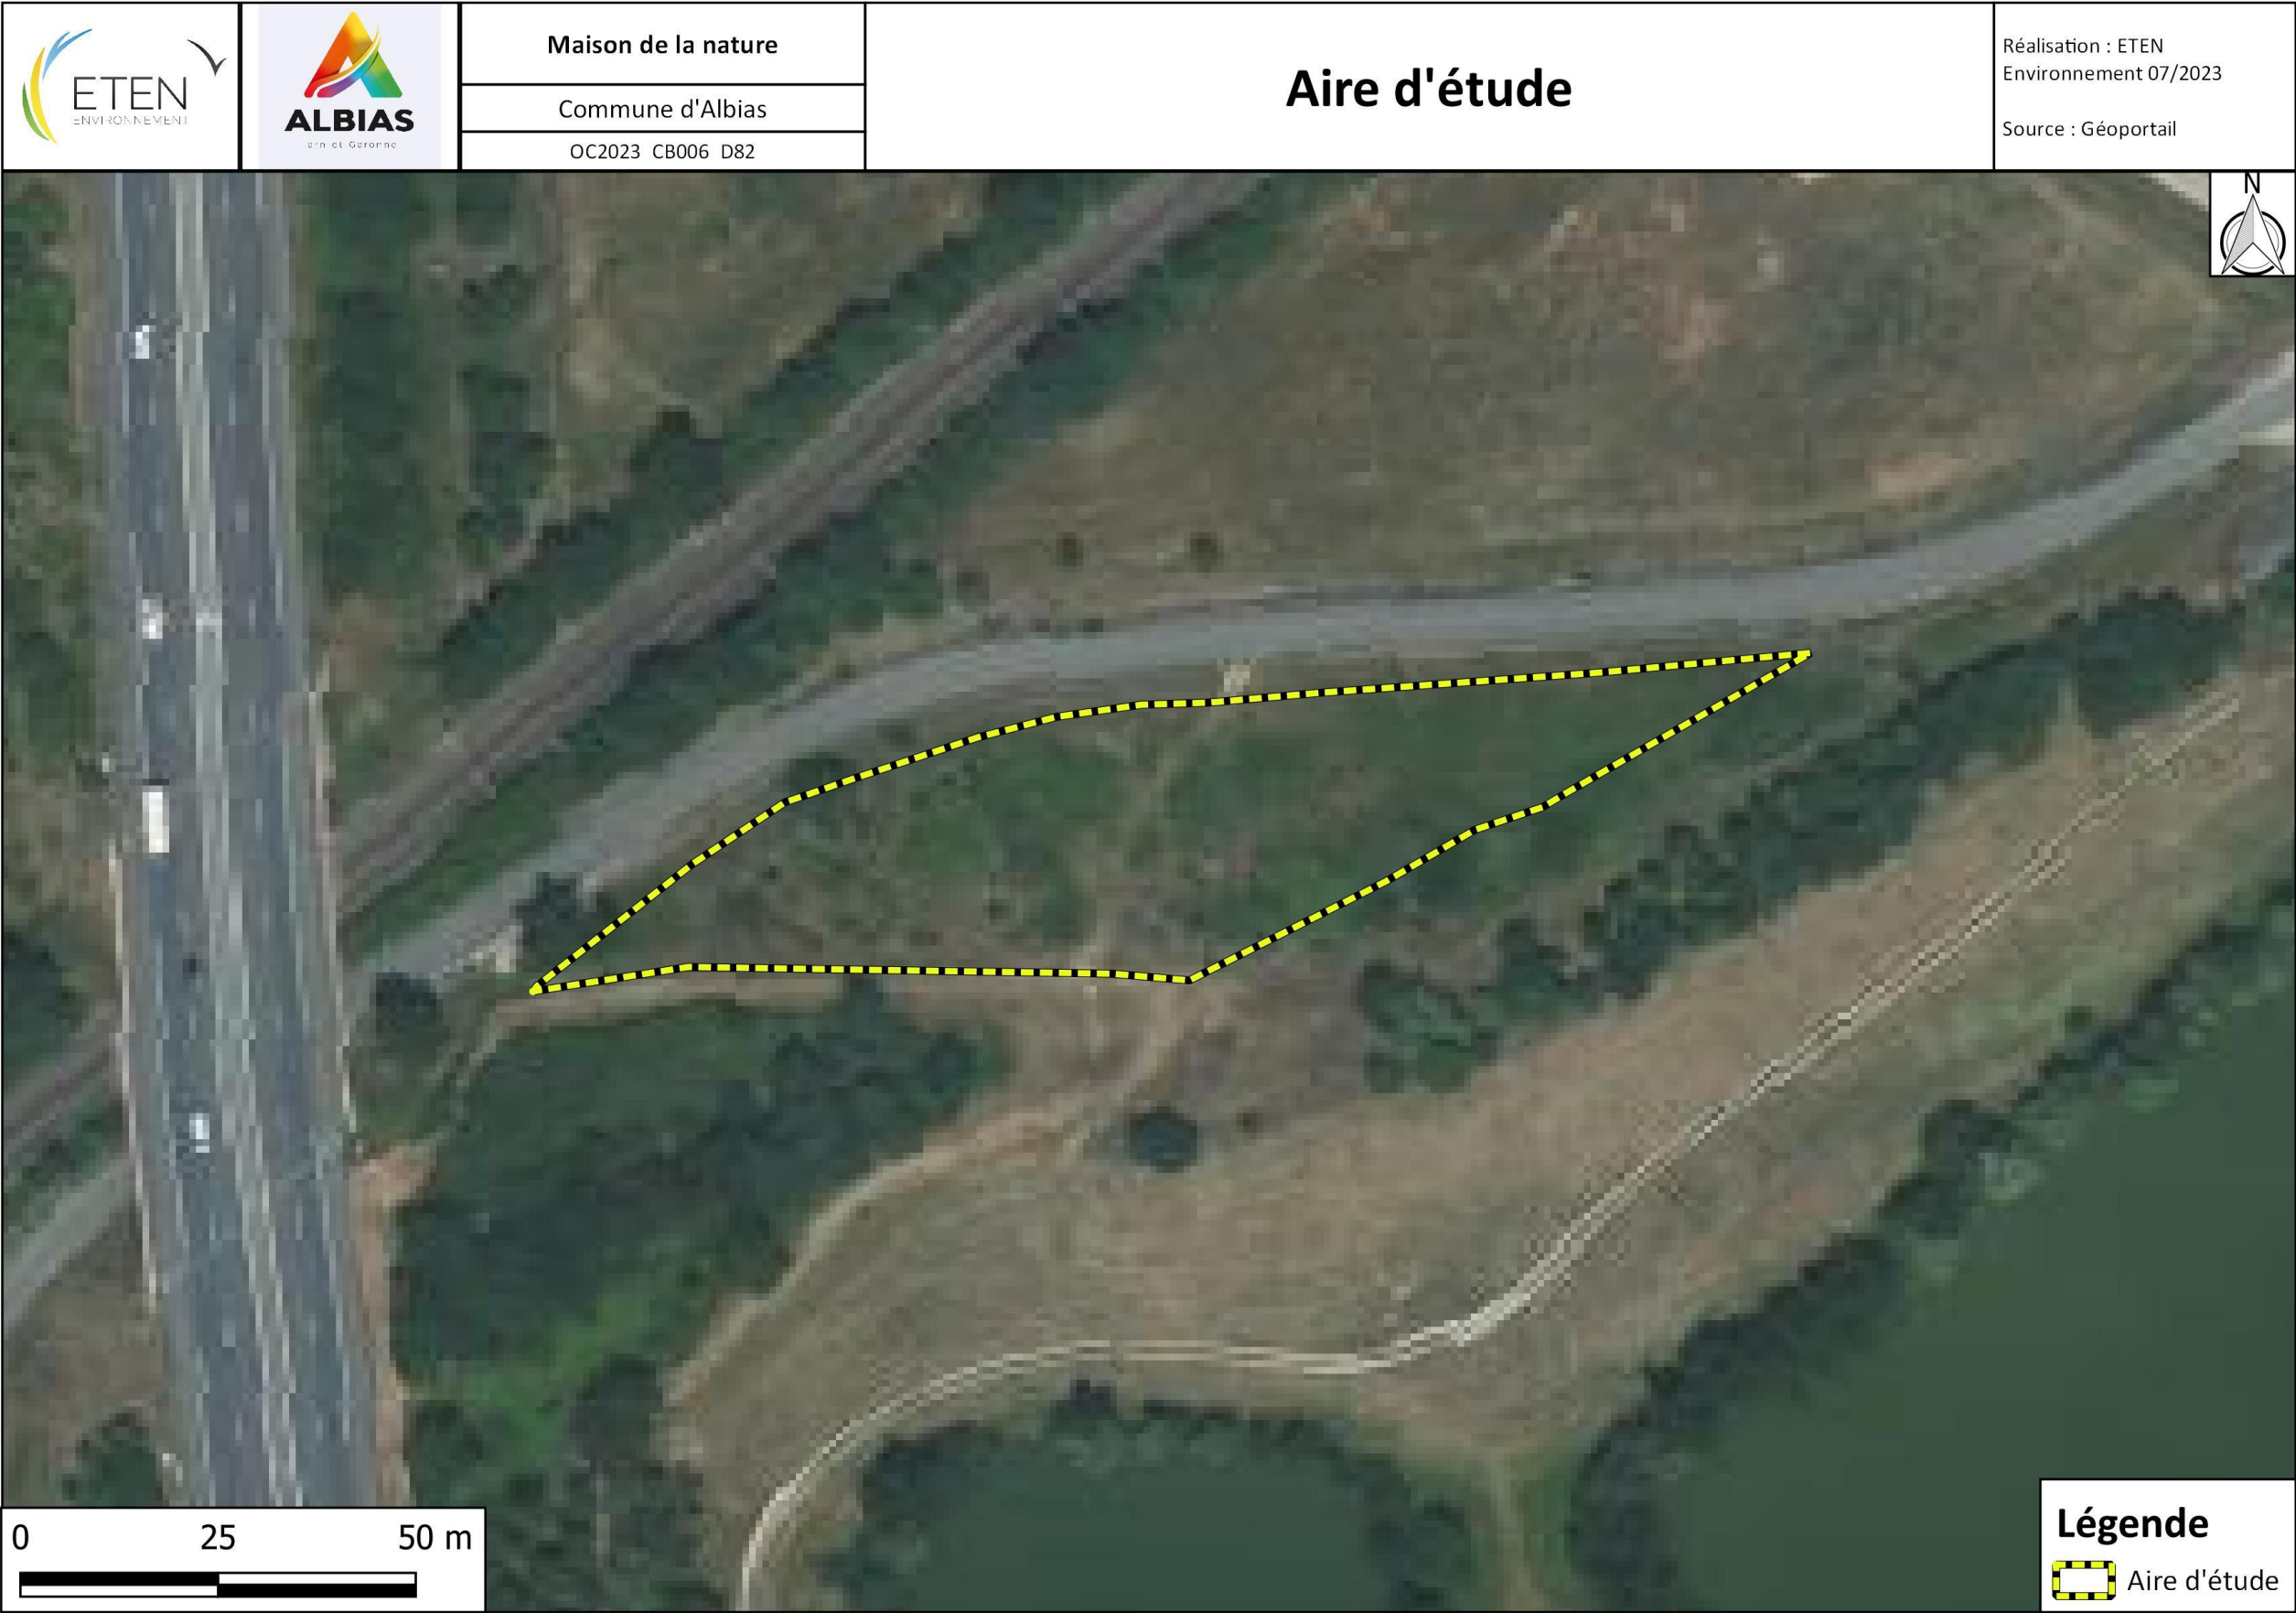 ETEN
ENVIRONNEMENT
ALBIAS
Maison de la nature
Commune d'Albias
OC2023 CB006 D82
Aire d'étude
Réalisation : ETEN
Environnement 07/2023
Source : Géoportail
N
0 25 50 m
Légende
Aire d'étude